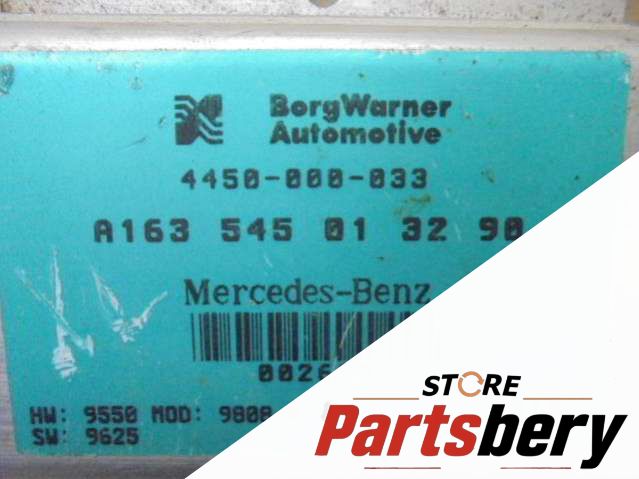 BorgWarner
Automotive
4450-000-033
A163 545 01 32 90
Mercedes-Benz
0026
HW: 9550 MOD: 9808
SW: 9625
STORE
Partsbery